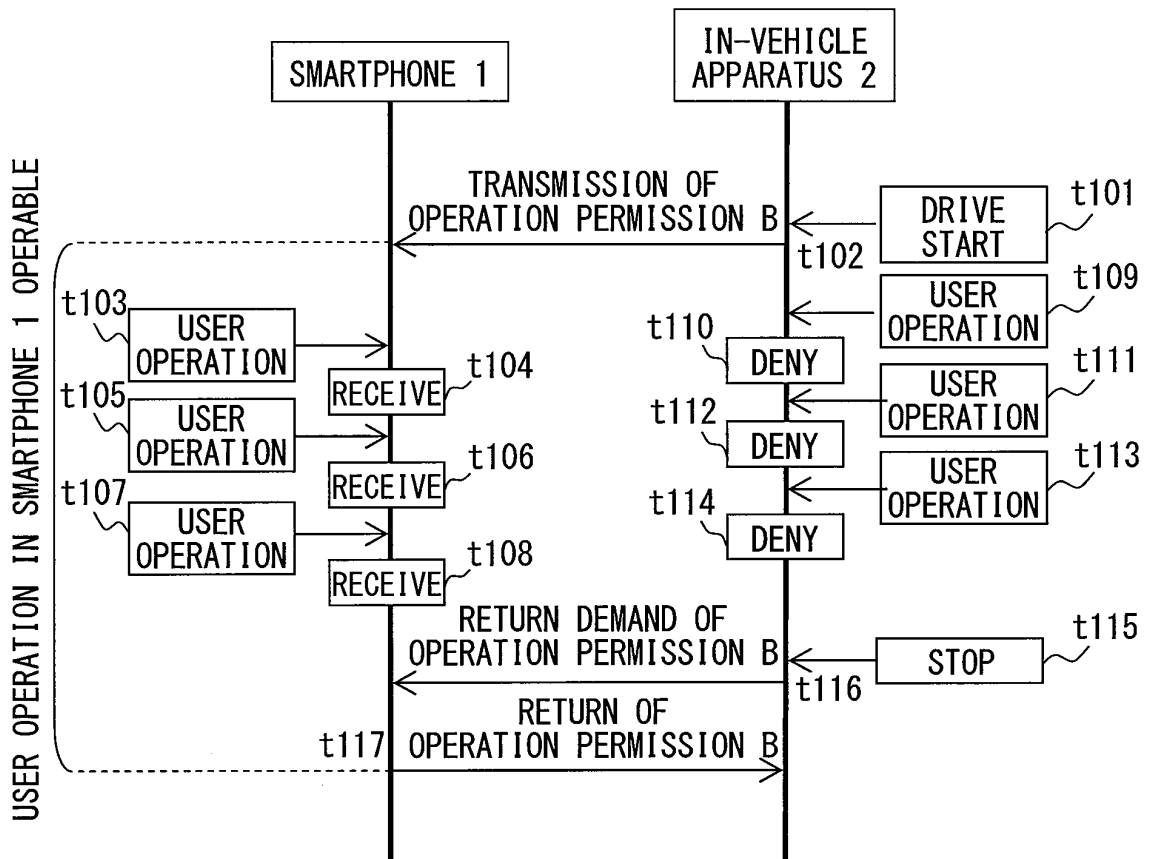 SMARTPHONE 1
IN-VEHICLE
APPARATUS 2
USER OPERATION IN SMARTPHONE 1 OPERABLE
TRANSMISSION OF
OPERATION PERMISSION B
t102
DRIVE
START
t101
USER
OPERATION
t109
t103
USER
OPERATION
t110
DENY
RECEIVE
t104
USER
OPERATION
t111
t105
USER
OPERATION
t112
DENY
RECEIVE
t106
USER
OPERATION
t113
t107
USER
OPERATION
t114
DENY
RECEIVE
t108
RETURN DEMAND OF
OPERATION PERMISSION B
t116
STOP
t115
RETURN OF
OPERATION PERMISSION B
t117